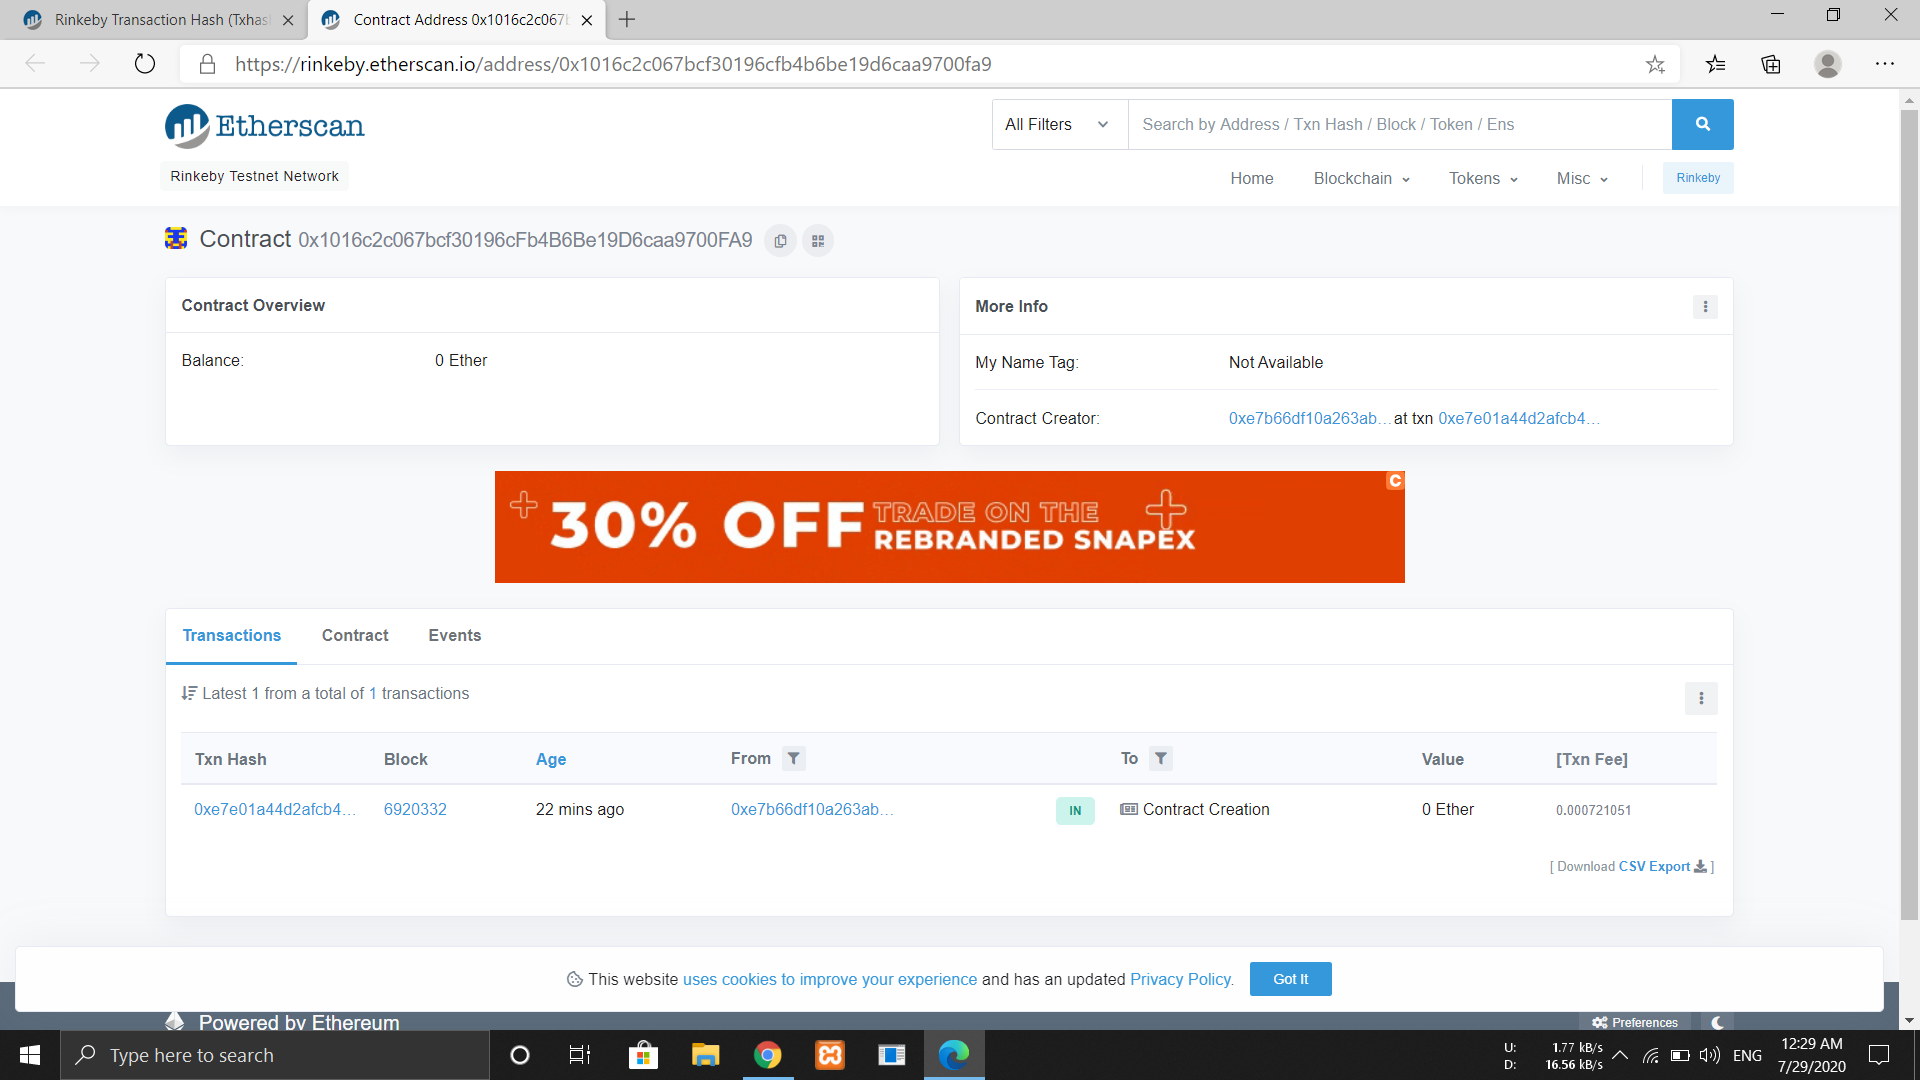 Rinkeby Transaction Hash (Txhas
Contract Address 0x1016c2c067b
https://rinkeby.etherscan.io/address/0x1016c2c067bcf30196cfb4b6be19d6caa9700fa9
Etherscan
All Filters
Search by Address / Txn Hash / Block / Token / Ens
Rinkeby Testnet Network
Home Blockchain Tokens Misc Rinkeby
Contract 0x1016c2c067bcf30196cFb4B6Be19D6caa9700FA9
Contract Overview
Balance: 0 Ether
More Info
My Name Tag: Not Available
Contract Creator: 0xe7b66df10a263ab... at txn 0xe7e01a44d2afcb4...
C
30% OFF TRADE ON THE
REBRANDED SNAPEX
Transactions Contract Events
Latest 1 from a total of 1 transactions
Txn Hash Block Age From To Value [Txn Fee]
0xe7e01a44d2afcb4... 6920332 22 mins ago 0xe7b66df10a263ab... IN Contract Creation 0 Ether 0.000721051
[ Download CSV Export ]
This website uses cookies to improve your experience and has an updated Privacy Policy. Got It
Powered by Ethereum
Preferences
Type here to search
U: 1.77 kB/s
D: 16.56 kB/s
ENG
12:29 AM
7/29/2020